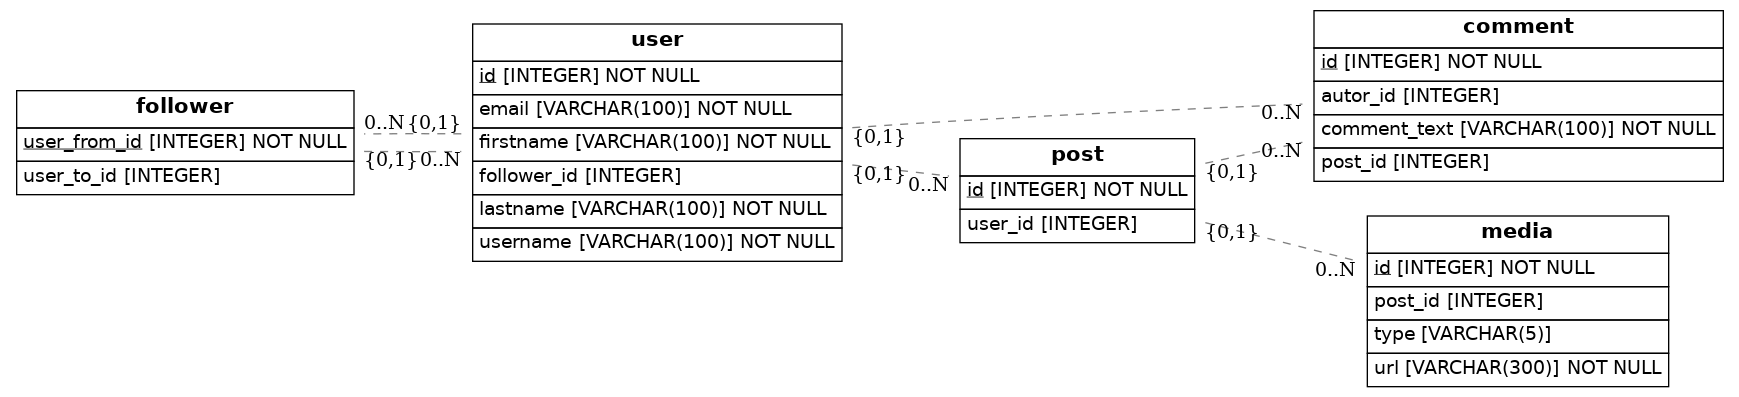 follower
user_from_id [INTEGER] NOT NULL
user_to_id [INTEGER]
0..N {0,1}
{0,1} 0..N
user
id [INTEGER] NOT NULL
email [VARCHAR(100)] NOT NULL
firstname [VARCHAR(100)] NOT NULL
follower_id [INTEGER]
lastname [VARCHAR(100)] NOT NULL
username [VARCHAR(100)] NOT NULL
{0,1}
0..N
{0,1}
0..N
post
id [INTEGER] NOT NULL
user_id [INTEGER]
{0,1}
0..N
{0,1}
0..N
comment
id [INTEGER] NOT NULL
autor_id [INTEGER]
comment_text [VARCHAR(100)] NOT NULL
post_id [INTEGER]
media
id [INTEGER] NOT NULL
post_id [INTEGER]
type [VARCHAR(5)]
url [VARCHAR(300)] NOT NULL